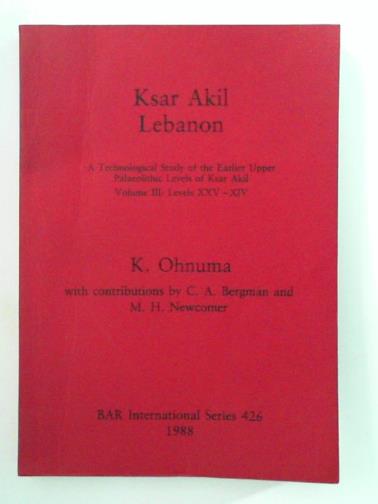 Ksar Akil
Lebanon
A Technological Study of the Earlier Upper
Palaeolithic Levels of Ksar Akil
Volume III: Levels XXV – XIV
K. Ohnuma
with contributions by C. A. Bergman and
M. H. Newcomer
BAR International Series 426
1988